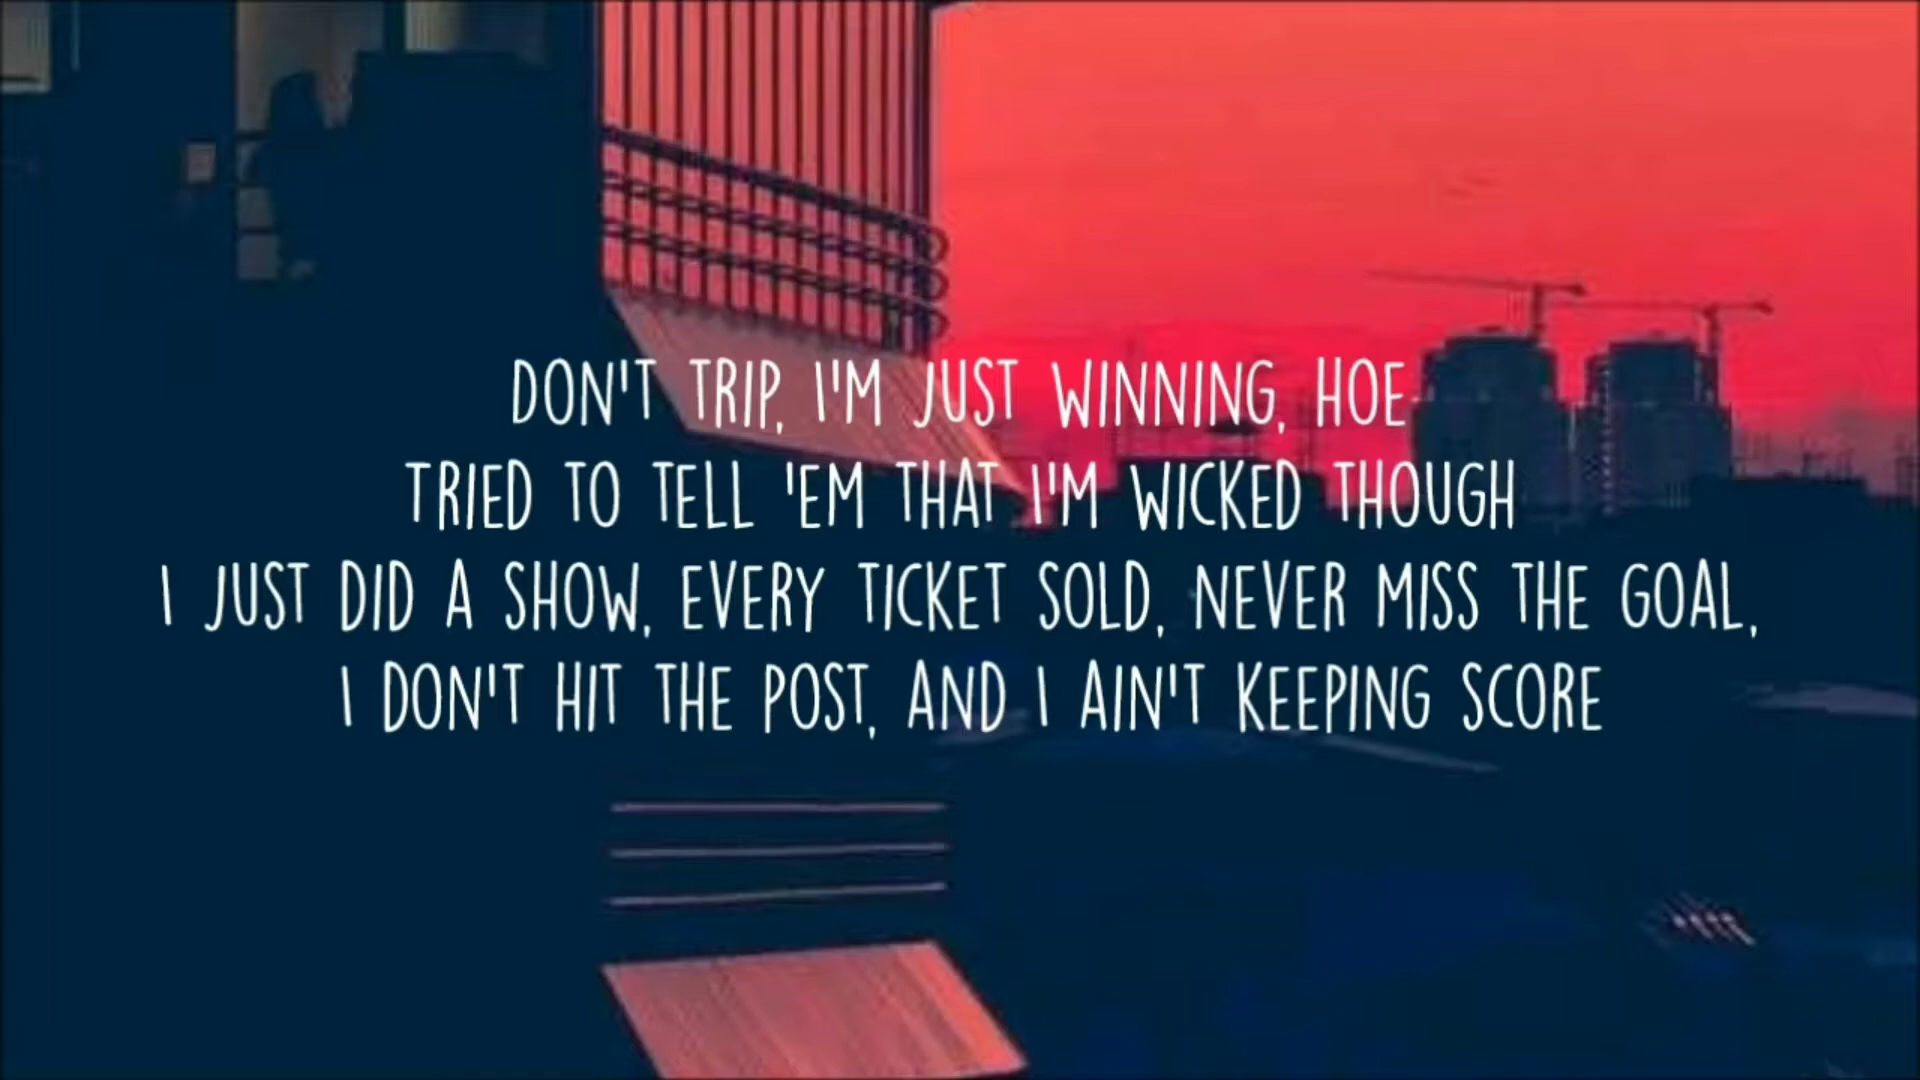 DON'T TRIP, I'M JUST WINNING, HOE
TRIED TO TELL 'EM THAT I'M WICKED THOUGH
I JUST DID A SHOW, EVERY TICKET SOLD, NEVER MISS THE GOAL,
I DON'T HIT THE POST, AND I AIN'T KEEPING SCORE